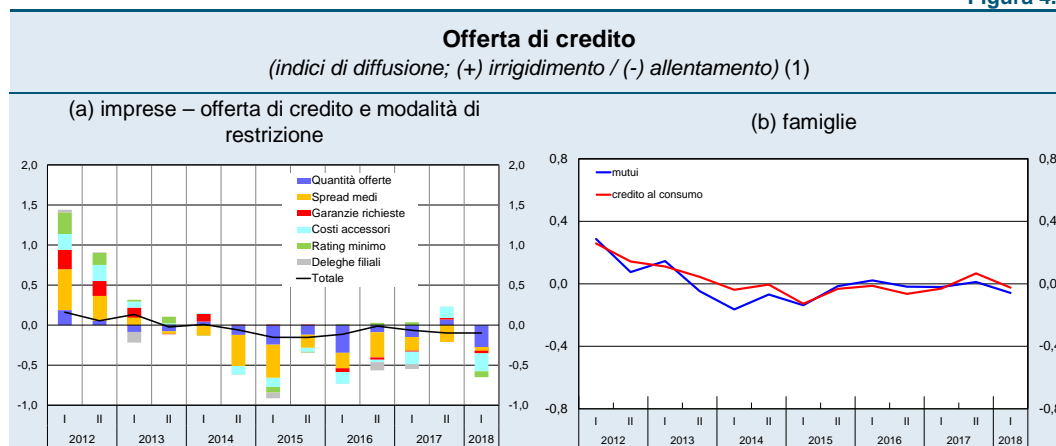 Figura 4.
Offerta di credito
(indici di diffusione; (+) irrigidimento / (-) allentamento) (1)
(a) imprese – offerta di credito e modalità di
restrizione
2,0
1,5
1,0
0,5
0,0
-0,5
-1,0
Quantità offerte
Spread medi
Garanzie richieste
Costi accessori
Rating minimo
Deleghe filiali
Totale
2,0
1,5
1,0
0,5
0,0
-0,5
-1,0
I II I II I II I II I II I II I
2012 2013 2014 2015 2016 2017 2018
(b) famiglie
0,8
0,4
0,0
-0,4
-0,8
mutui
credito al consumo
0,8
0,4
0,0
-0,4
-0,8
I II I II I II I II I II I II I
2012 2013 2014 2015 2016 2017 2018